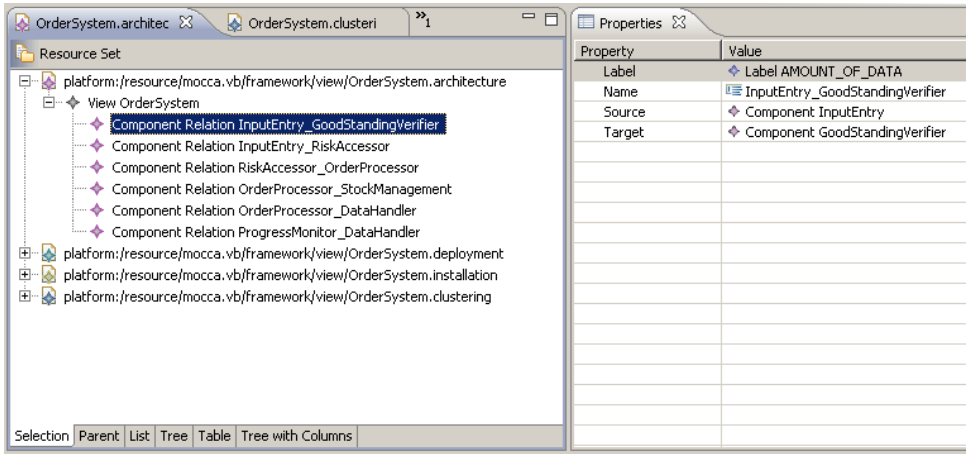 OrderSystem.architec
OrderSystem.clusteri
»1
Resource Set
platform:/resource/mocca.vb/framework/view/OrderSystem.architecture
View OrderSystem
Component Relation InputEntry_GoodStandingVerifier
Component Relation InputEntry_RiskAccessor
Component Relation RiskAccessor_OrderProcessor
Component Relation OrderProcessor_StockManagement
Component Relation OrderProcessor_DataHandler
Component Relation ProgressMonitor_DataHandler
platform:/resource/mocca.vb/framework/view/OrderSystem.deployment
platform:/resource/mocca.vb/framework/view/OrderSystem.installation
platform:/resource/mocca.vb/framework/view/OrderSystem.clustering
Selection Parent List Tree Table Tree with Columns
Properties
Property Value
Label Label AMOUNT_OF_DATA
Name InputEntry_GoodStandingVerifier
Source Component InputEntry
Target Component GoodStandingVerifier